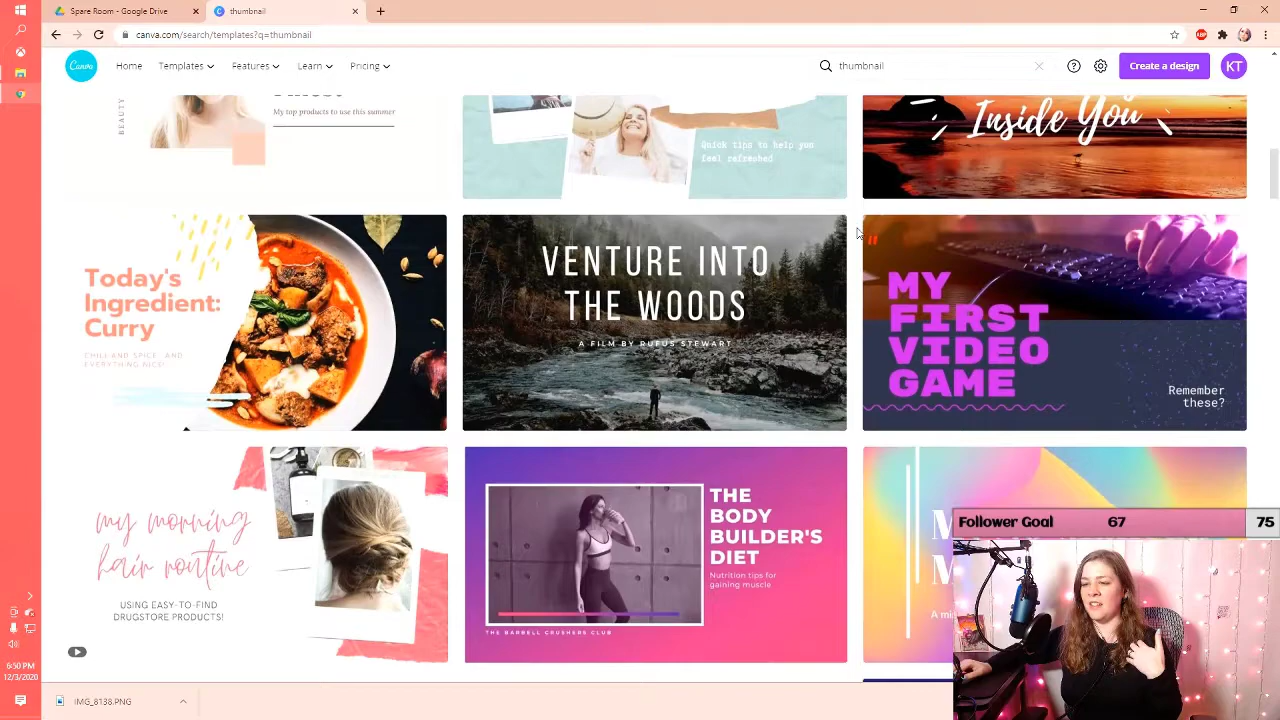 Spare Room - Google Drive
thumbnail
canva.com/search/templates?q=thumbnail
ABP
Canva
Home
Templates
Features
Learn
Pricing
thumbnail
Create a design
KT
BEAUTY
My top products to use this summer
Quick tips to help you
feel refreshed
Inside You
Today's
Ingredient:
Curry
CHILI AND SPICE, AND
EVERYTHING NICE!
VENTURE INTO
THE WOODS
A FILM BY RUFUS STEWART
MY
FIRST
VIDEO
GAME
Remember
these?
my morning
hair routine
USING EASY-TO-FIND
DRUGSTORE PRODUCTS!
THE
BODY
BUILDER'S
DIET
Nutrition tips for
gaining muscle
THE BARBELL CRUSHERS CLUB
M
M
A mi
Follower Goal 67 75
6:50 PM
12/3/2020
IMG_8138.PNG